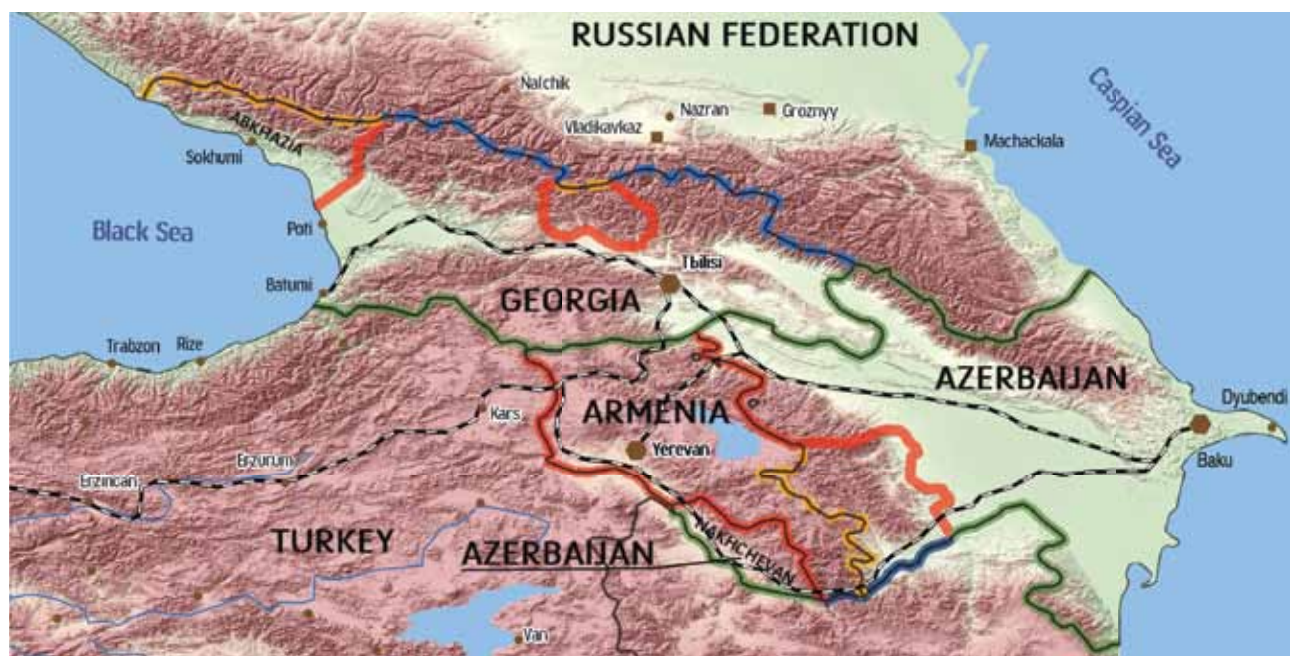 RUSSIAN FEDERATION
Nalchik
Nazran
Groznyy
Vladikavkaz
Machackala
Caspian Sea
ABKHAZIA
Sokhumi
Black Sea
Poti
Tbilisi
Batumi
GEORGIA
Trabzon
Rize
AZERBAIJAN
Dyubendi
Kars
ARMENIA
Yerevan
Baku
Erzurum
Erzincan
TURKEY
AZERBAIJAN
NAKHCHEVAN
Van